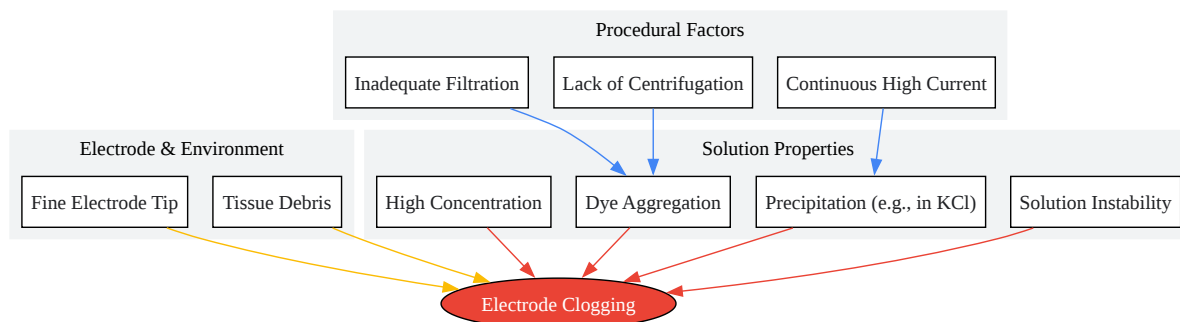 Procedural Factors
Inadequate Filtration
Lack of Centrifugation
Continuous High Current
Electrode & Environment
Solution Properties
Fine Electrode Tip
Tissue Debris
High Concentration
Dye Aggregation
Precipitation (e.g., in KCl)
Solution Instability
Electrode Clogging